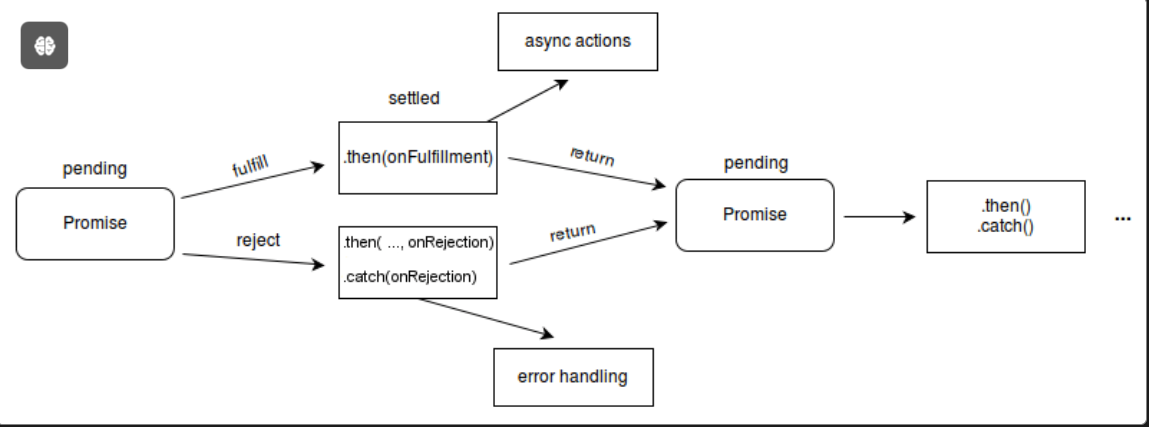 async actions
settled
.then(onFulfillment)
pending
fulfill
return
pending
Promise
Promise
.then()
.catch()
...
reject
.then( ..., onRejection)
.catch(onRejection)
return
error handling